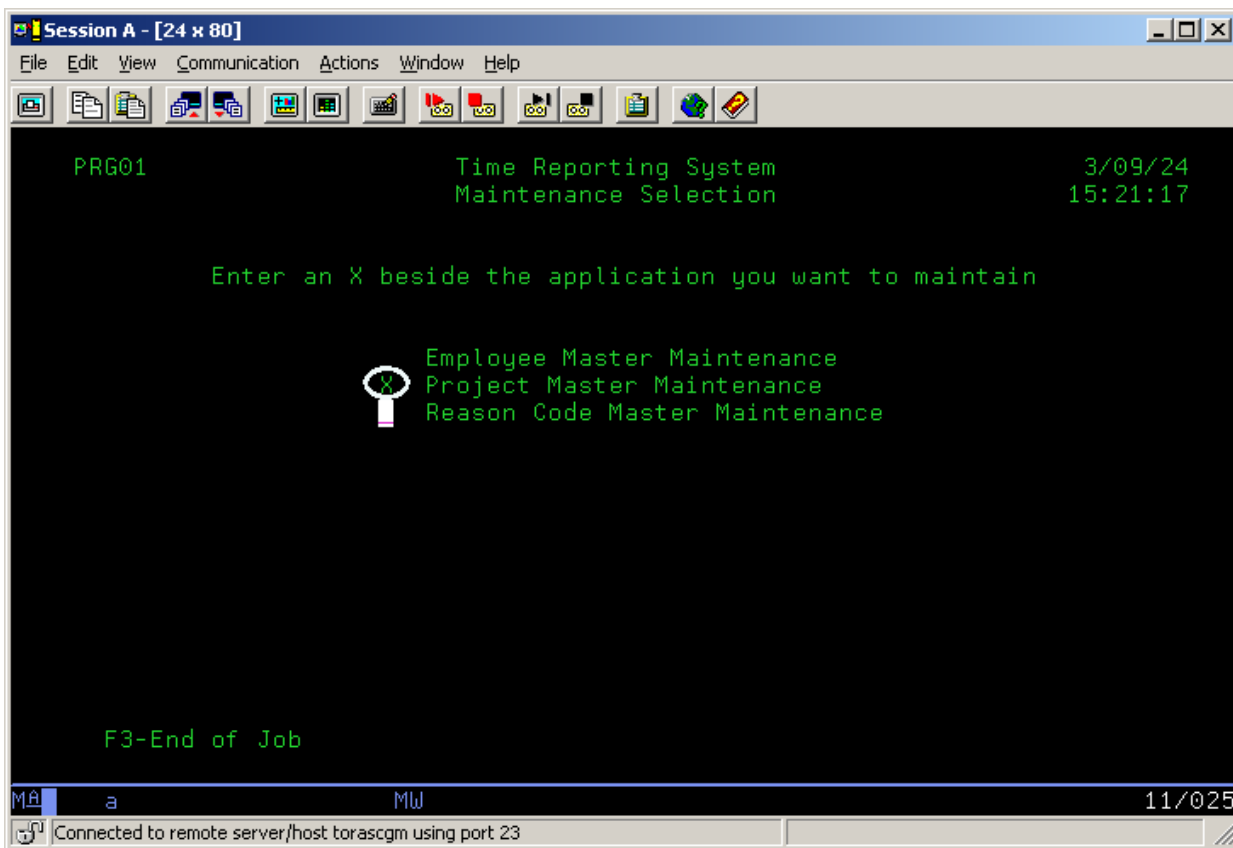 Session A - [24 x 80]
File Edit View Communication Actions Window Help
PRG01 Time Reporting System 3/09/24
Maintenance Selection 15:21:17
Enter an X beside the application you want to maintain
Employee Master Maintenance
X Project Master Maintenance
Reason Code Master Maintenance
F3-End of Job
MA a MW 11/025
Connected to remote server/host torascgm using port 23